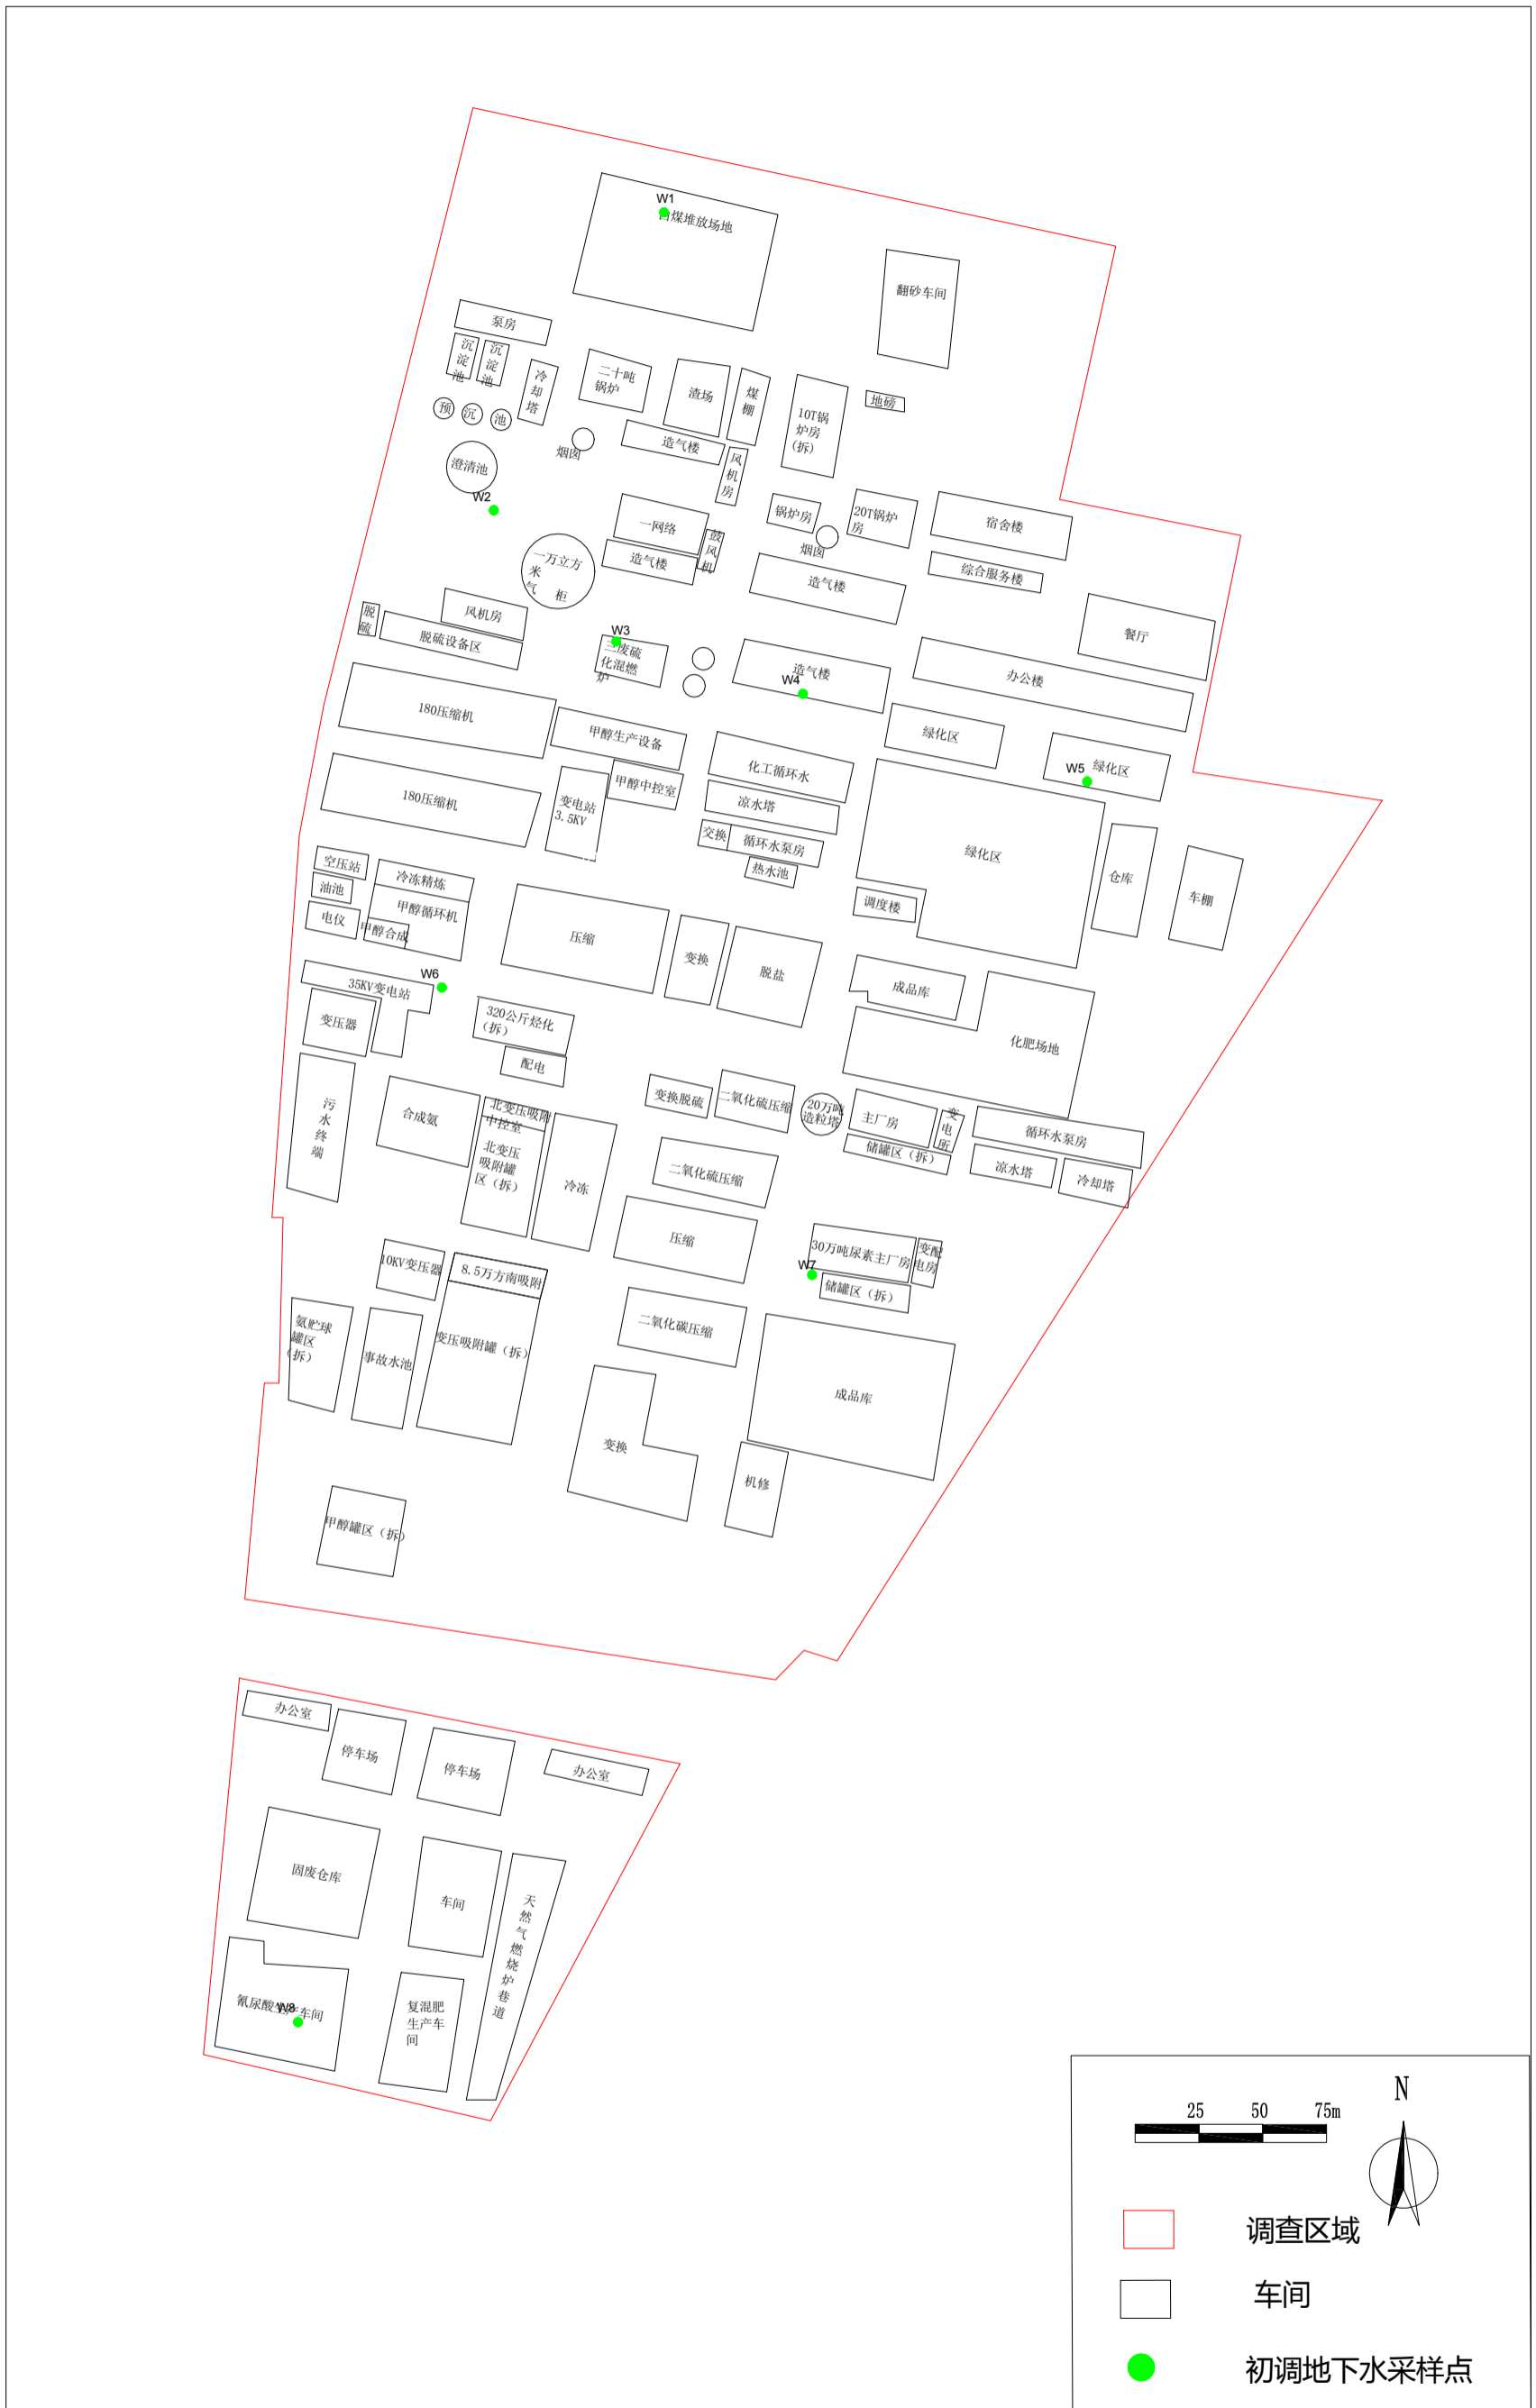 W1
煤堆放场地
翻砂车间
泵房
沉
淀
池
沉
淀
池
冷
却
塔
二十吨
锅炉
渣场
煤
棚
10T锅
炉房
(拆)
地磅
预
沉
池
烟囱
造气楼
澄清池
风
机
房
W2
一网络
锅炉房
20T锅炉
房
宿舍楼
鼓
风
机
烟囱
造气楼
一万立方
米
气 柜
造气楼
综合服务楼
脱
硫
风机房
脱硫设备区
W3
三废硫
化混燃
炉
造气楼
W4
餐厅
办公楼
180压缩机
甲醇生产设备
绿化区
绿化区
W5
化工循环水
甲醇中控室
180压缩机
变电站
3.5KV
凉水塔
交换
循环水泵房
热水池
绿化区
仓库
车棚
空压站
油池
电仪
冷冻精炼
甲醇循环机
甲醇合成
调度楼
压缩
变换
脱盐
成品库
W6
35KV变电站
变压器
320公斤烃化
(拆)
配电
化肥场地
污
水
终
端
合成氨
北变压吸附
中控室
北变压
吸附罐
区(拆)
冷冻
变换脱硫
二氧化硫压缩
20万吨
造粒塔
主厂房
变
电
所
储罐区(拆)
循环水泵房
凉水塔
冷却塔
二氧化硫压缩
压缩
30万吨尿素主厂房
变配
电房
W7
储罐区(拆)
10KV变压器
8.5万方南吸附
氨贮球
罐区
(拆)
事故水池
变压吸附罐(拆)
二氧化碳压缩
成品库
变换
机修
甲醇罐区(拆)
办公室
停车场
停车场
办公室
固废仓库
车间
天
然
气
燃
烧
炉
巷
道
氰尿酸生产车间
W8
复混肥
生产车
间
25 50 75m
N
调查区域
车间
初调地下水采样点